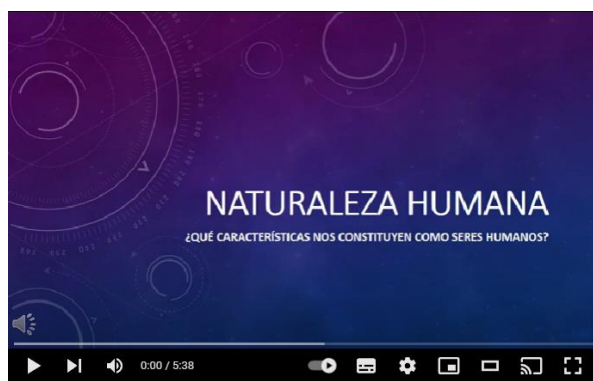 NATURALEZA HUMANA
¿QUÉ CARACTERÍSTICAS NOS CONSTITUYEN COMO SERES HUMANOS?
0:00 / 5:38